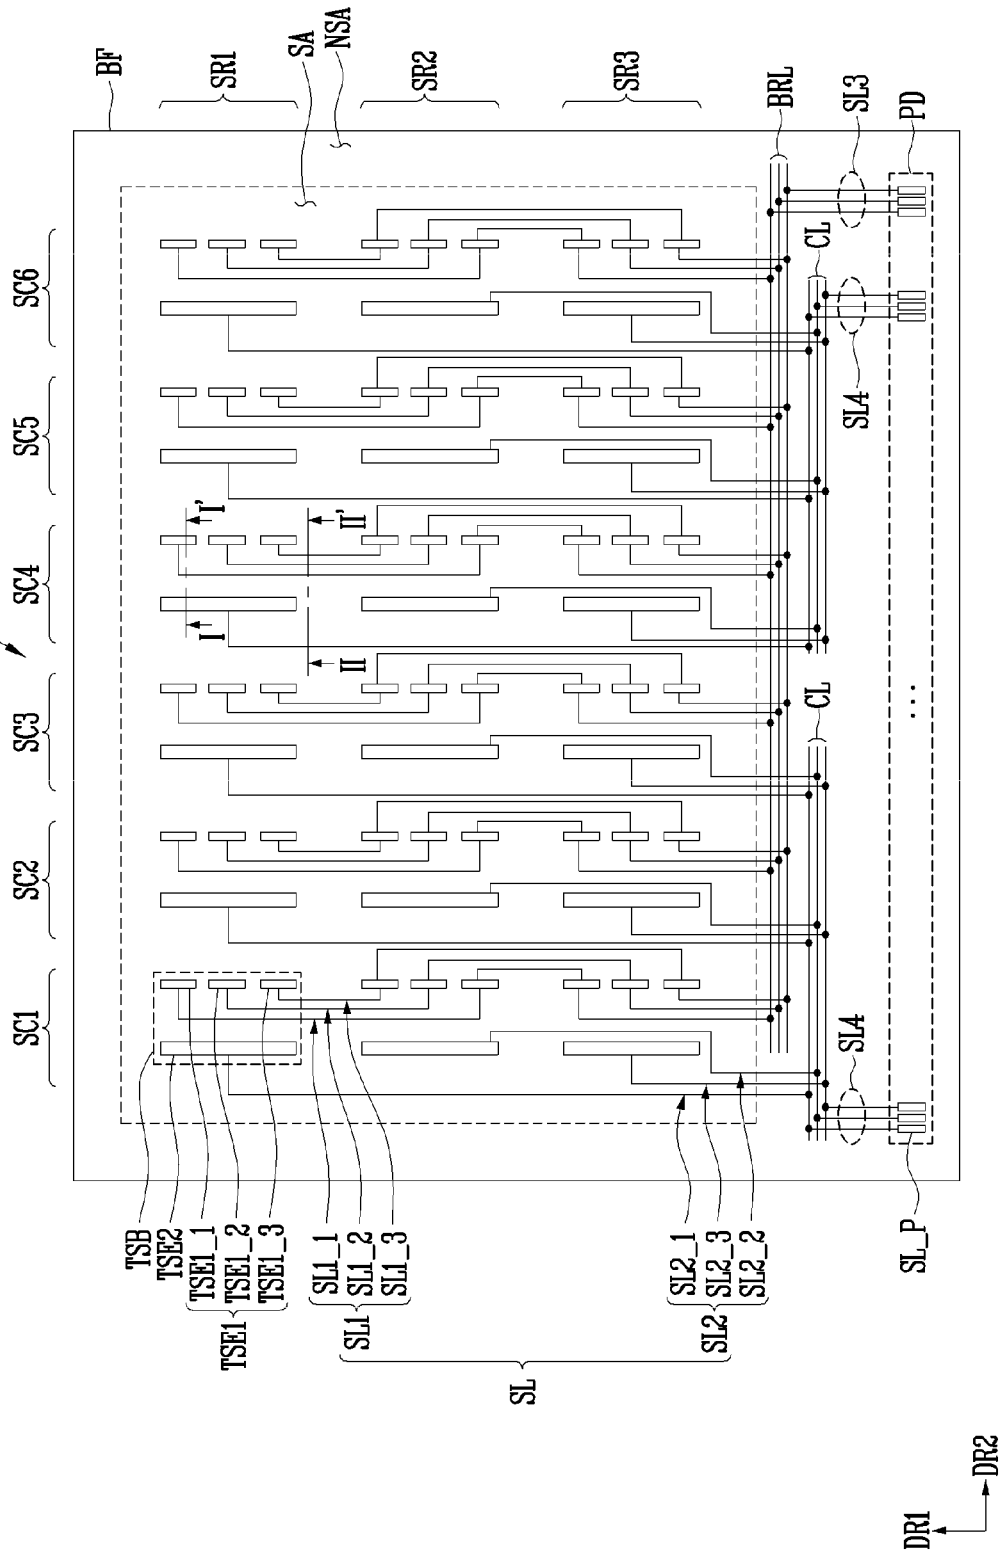 BF
SR1
SA
NSA
SR2
SR3
BRL
SL3
PD
SC6
SC5
SC4
SC3
SC2
SC1
CL
SL4
I
I'
II
II'
CL
...
SL4
TSB
TSE2
TSE1_1
TSE1_2
TSE1_3
TSE1
SL1_1
SL1_2
SL1_3
SL1
SL2_1
SL2_3
SL2_2
SL2
SL
SL_P
DR1
DR2